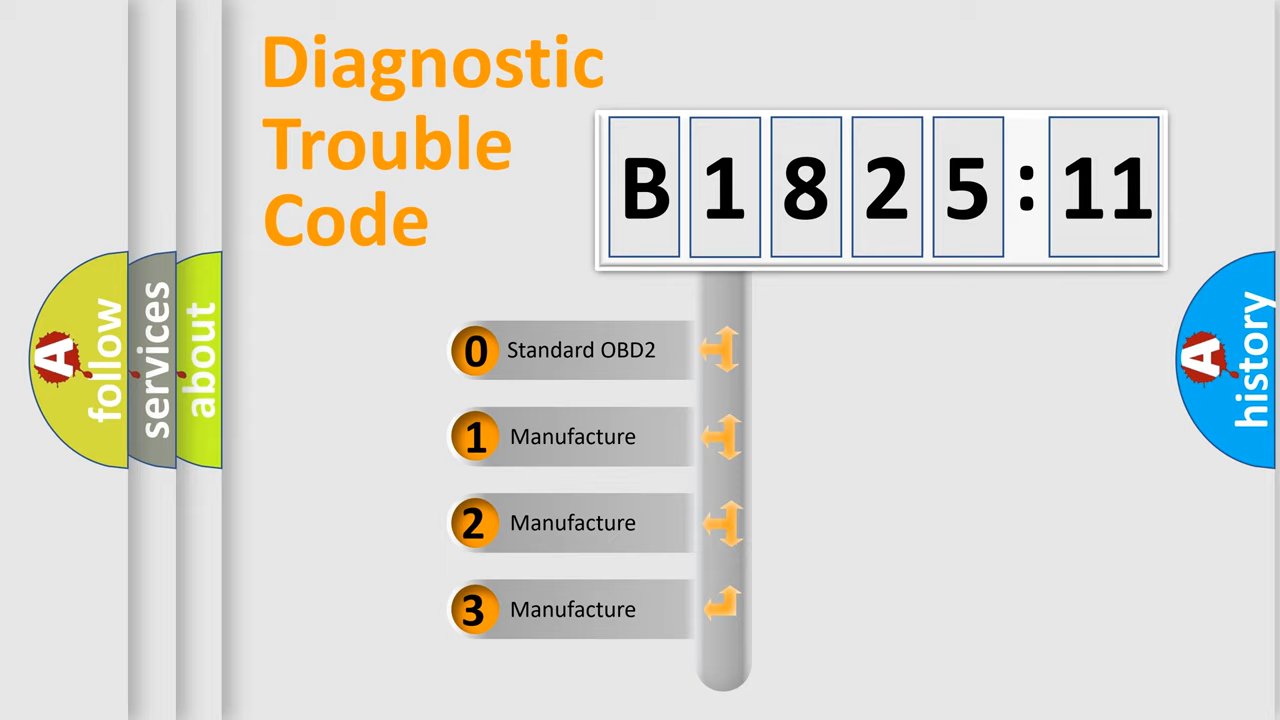 Diagnostic
Trouble
Code
B 1 8 2 5 : 11
0 Standard OBD2
1 Manufacture
2 Manufacture
3 Manufacture
A follow
services
about
A history